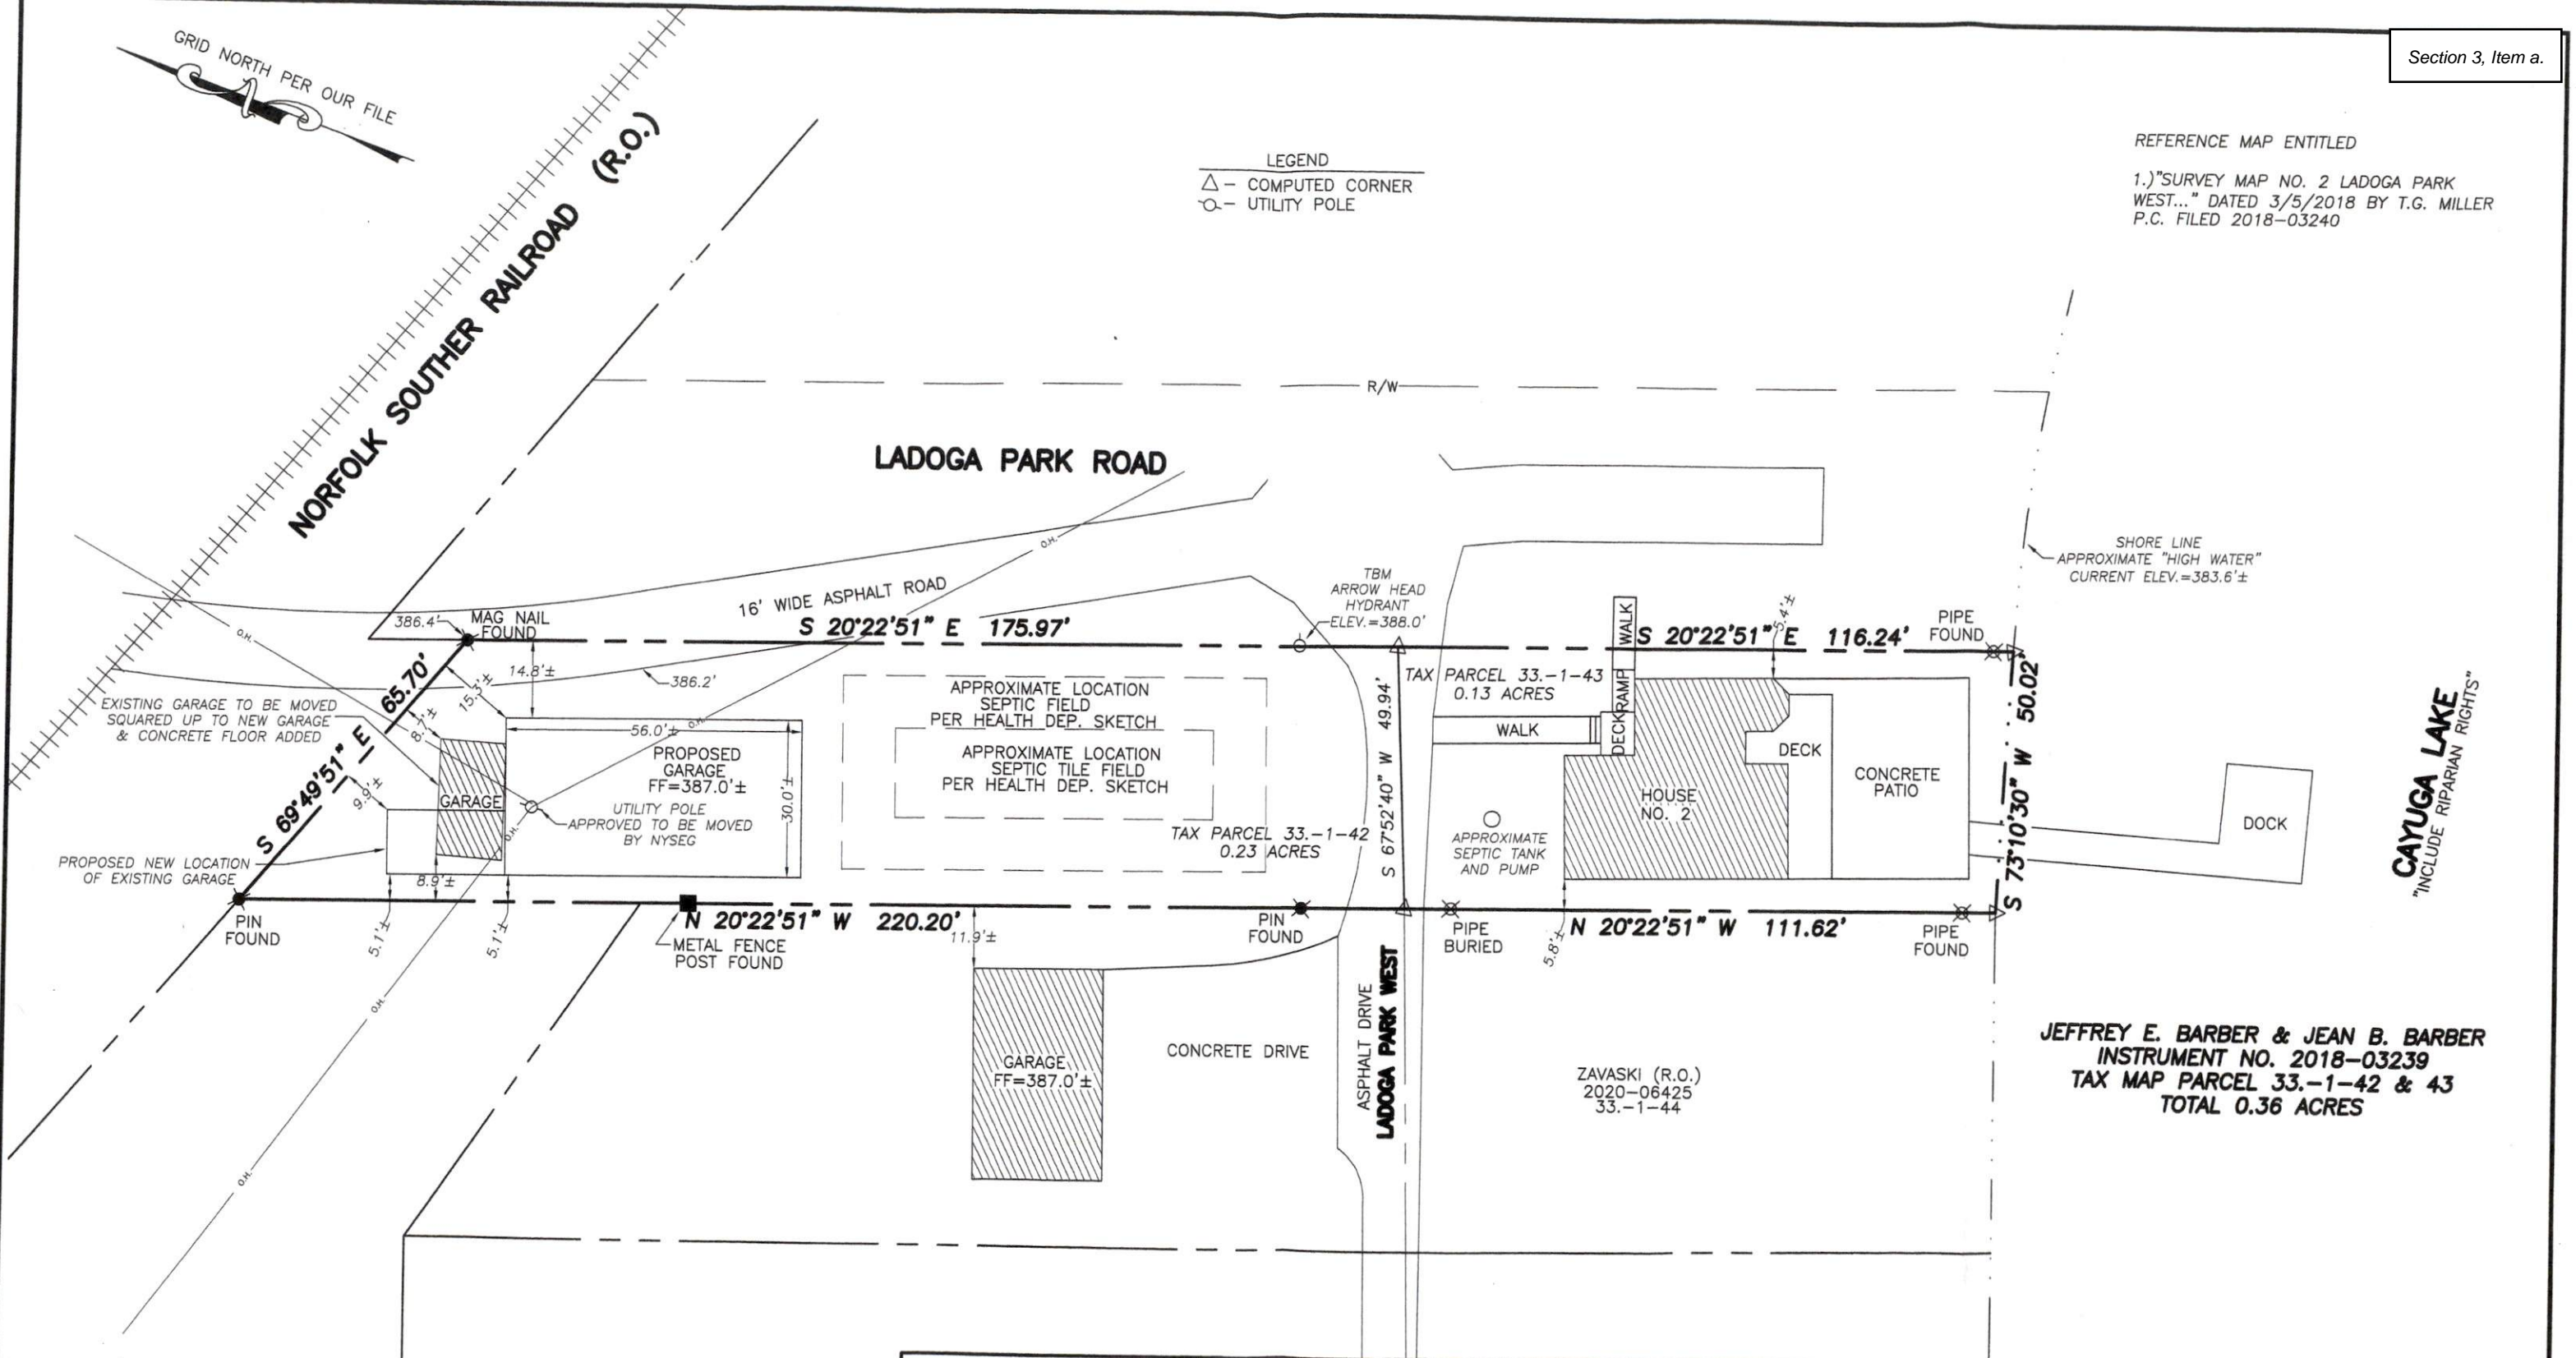 Section 3, Item a.
GRID NORTH PER OUR FILE
NORFOLK SOUTHER RAILROAD (R.O.)
LEGEND
△ – COMPUTED CORNER
– UTILITY POLE
REFERENCE MAP ENTITLED
1.)"SURVEY MAP NO. 2 LADOGA PARK
WEST..." DATED 3/5/2018 BY T.G. MILLER
P.C. FILED 2018-03240
R/W
LADOGA PARK ROAD
O.H.
16' WIDE ASPHALT ROAD
TBM
ARROW HEAD
HYDRANT
ELEV.=388.0'
SHORE LINE
APPROXIMATE "HIGH WATER"
CURRENT ELEV.=383.6'±
O.H.
386.4'
MAG NAIL
FOUND
S 20°22'51" E 175.97'
WALK
S 20°22'51" E 116.24'
5.4'±
PIPE
FOUND
65.70'
S 69°49'51" E
14.8'±
15.3'±
386.2'
8.7'±
9.9'±
EXISTING GARAGE TO BE MOVED
SQUARED UP TO NEW GARAGE
& CONCRETE FLOOR ADDED
56.0'±
O.H.
PROPOSED
GARAGE
FF=387.0'±
30.0'±
GARAGE
UTILITY POLE
APPROVED TO BE MOVED
BY NYSEG
O.H.
PROPOSED NEW LOCATION
OF EXISTING GARAGE
8.9'±
APPROXIMATE LOCATION
SEPTIC FIELD
PER HEALTH DEP. SKETCH
APPROXIMATE LOCATION
SEPTIC TILE FIELD
PER HEALTH DEP. SKETCH
TAX PARCEL 33.-1-42
0.23 ACRES
S 67°52'40" W 49.94'
TAX PARCEL 33.-1-43
0.13 ACRES
RAMP
DECK
WALK
DECK
CONCRETE
PATIO
HOUSE
NO. 2
APPROXIMATE
SEPTIC TANK
AND PUMP
S 73°10'30" W 50.02'
DOCK
CAYUGA LAKE
"INCLUDE RIPARIAN RIGHTS"
PIN
FOUND
5.1'±
5.1'±
N 20°22'51" W 220.20'
METAL FENCE
POST FOUND
11.9'±
PIN
FOUND
PIPE
BURIED
5.8'±
N 20°22'51" W 111.62'
PIPE
FOUND
O.H.
O.H.
GARAGE
FF=387.0'±
CONCRETE DRIVE
ASPHALT DRIVE
LADOGA PARK WEST
ZAVASKI (R.O.)
2020-06425
33.-1-44
JEFFREY E. BARBER & JEAN B. BARBER
INSTRUMENT NO. 2018-03239
TAX MAP PARCEL 33.-1-42 & 43
TOTAL 0.36 ACRES